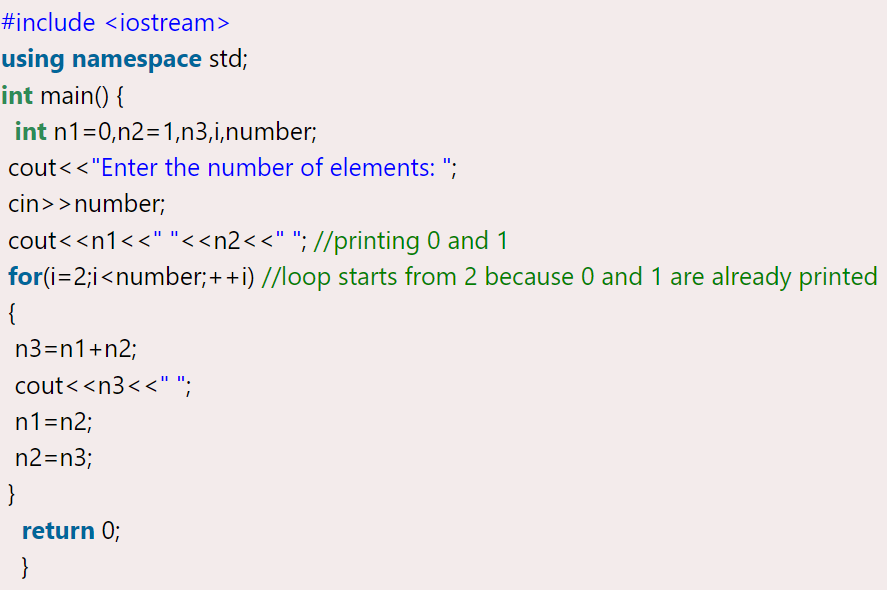 #include <iostream>
using namespace std;
int main() {
int n1=0,n2=1,n3,i,number;
cout<<"Enter the number of elements: ";
cin>>number;
cout<<n1<<" "<<n2<<" "; //printing 0 and 1
for(i=2;i<number;++i) //loop starts from 2 because 0 and 1 are already printed
{
n3=n1+n2;
cout<<n3<<" ";
n1=n2;
n2=n3;
}
return 0;
}